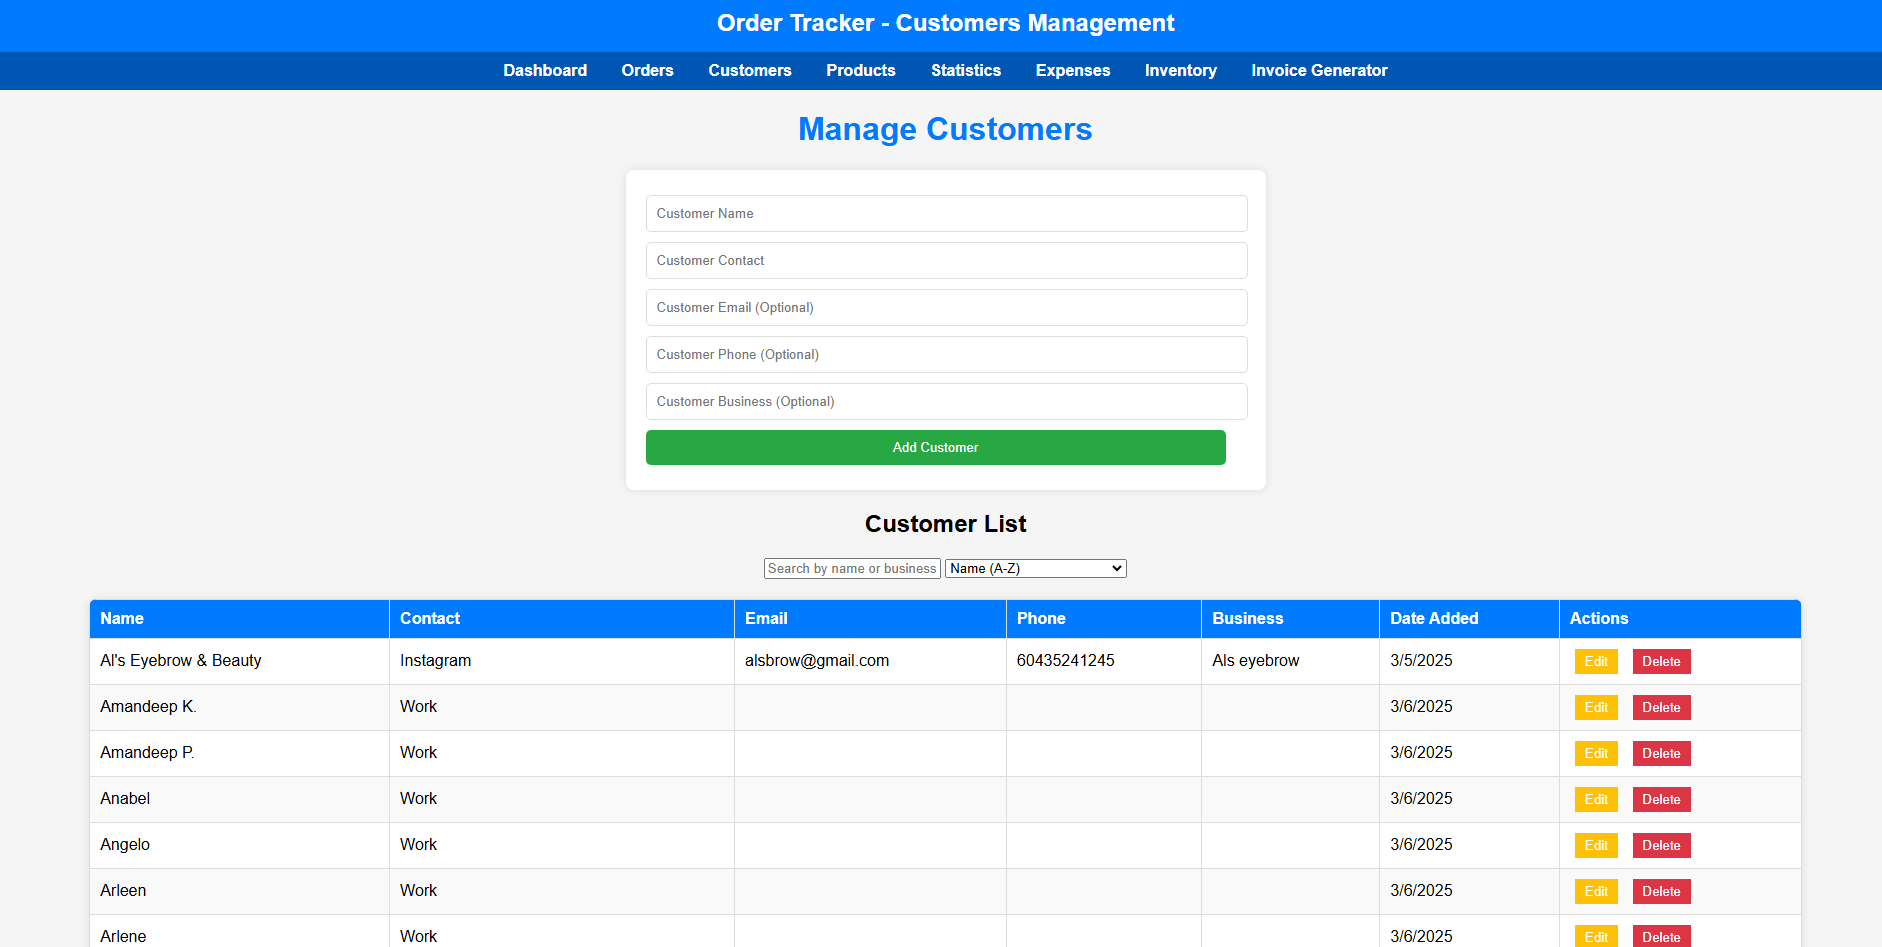 Order Tracker - Customers Management
Dashboard Orders Customers Products Statistics Expenses Inventory Invoice Generator
Manage Customers
Customer Name
Customer Contact
Customer Email (Optional)
Customer Phone (Optional)
Customer Business (Optional)
Add Customer
Customer List
Search by name or business Name (A-Z)
Name Contact Email Phone Business Date Added Actions
Al's Eyebrow & Beauty Instagram alsbrow@gmail.com 60435241245 Als eyebrow 3/5/2025 Edit Delete
Amandeep K. Work 3/6/2025 Edit Delete
Amandeep P. Work 3/6/2025 Edit Delete
Anabel Work 3/6/2025 Edit Delete
Angelo Work 3/6/2025 Edit Delete
Arleen Work 3/6/2025 Edit Delete
Arlene Work 3/6/2025 Edit Delete